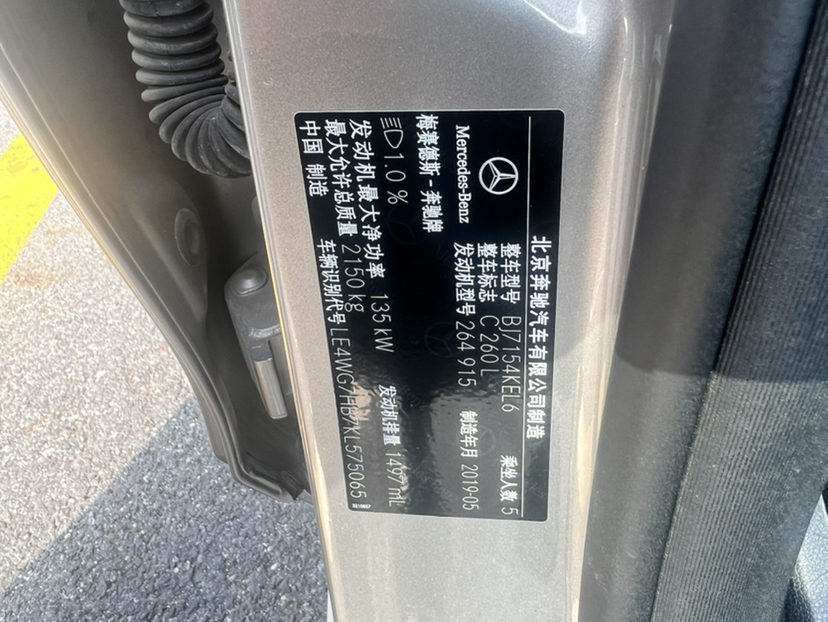 北京奔驰汽车有限公司制造
整车型号 BJ7154KEL6 乘坐人数 5
整车标志 C 260 L
Mercedes-Benz 发动机型号 264 915 制造年月 2019-05
梅赛德斯-奔驰牌
1.0 %
发动机最大净功率 135 kW 发动机排量 1497 mL
最大允许总质量 2150 kg
中国 制造 车辆识别代号 LE4WG7HB7KL575065